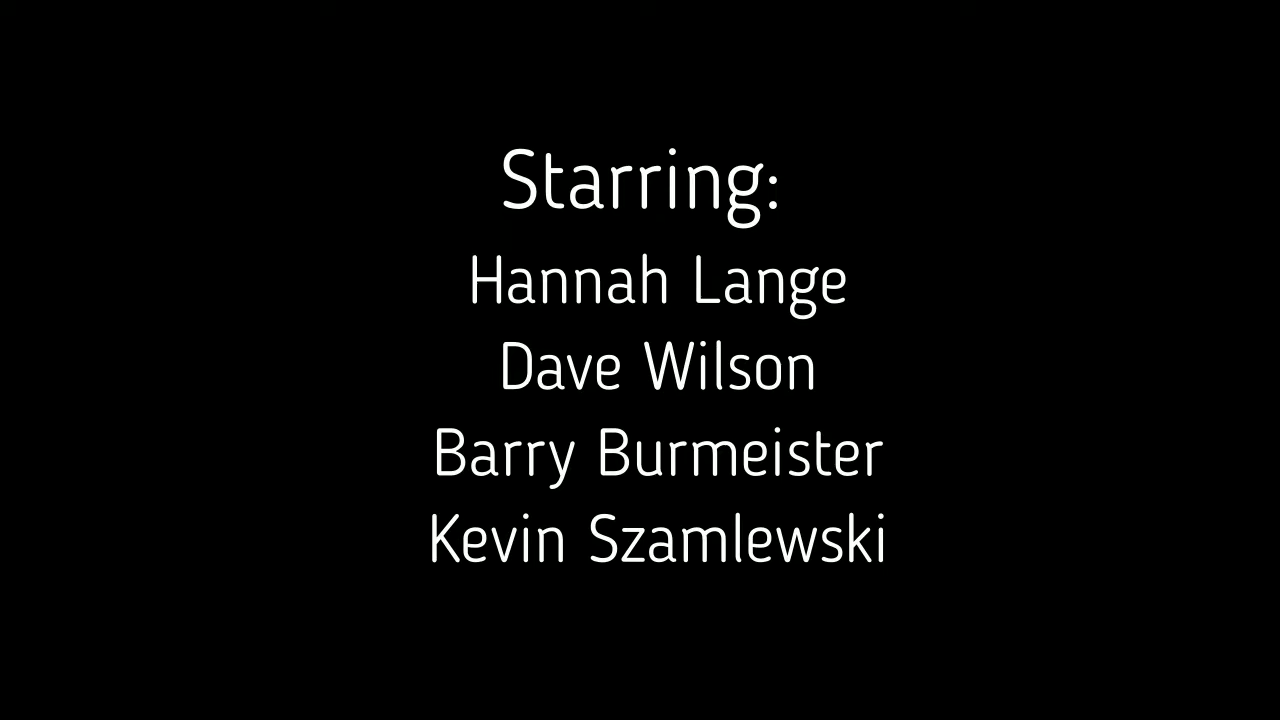 Starring:
Hannah Lange
Dave Wilson
Barry Burmeister
Kevin Szamlewski